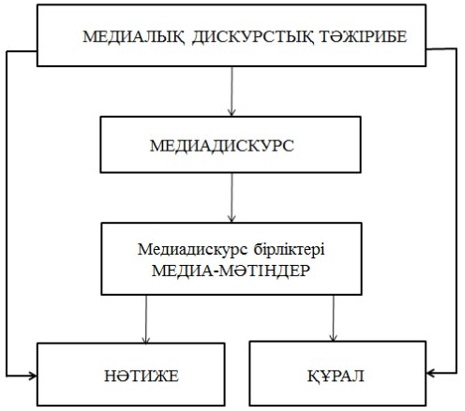 МЕДИАЛЫҚ ДИСКУРСТЫҚ ТӘЖІРИБЕ
МЕДИАДИСКУРС
Медиадискурс бірліктері
МЕДИА-МӘТІНДЕР
НӘТИЖЕ
ҚҰРАЛ